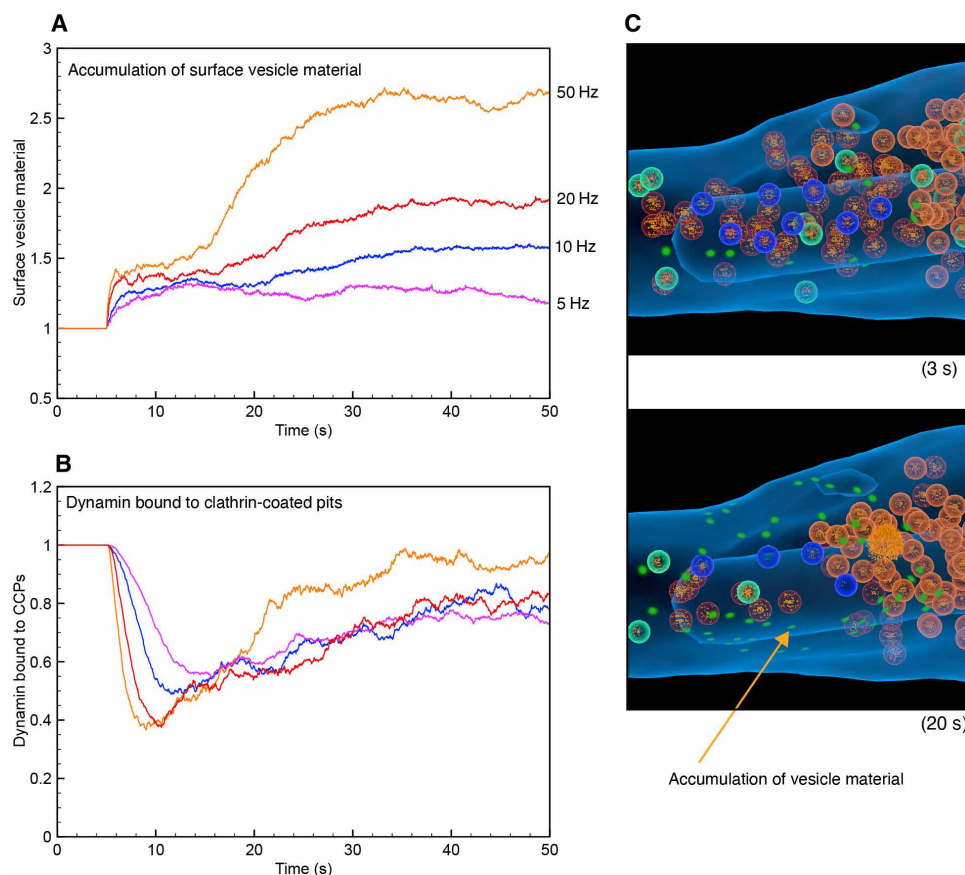 A
Accumulation of surface vesicle material
3
2.5
2
1.5
1
0.5
Surface vesicle material
50 Hz
20 Hz
10 Hz
5 Hz
0
10
20
30
40
50
Time (s)
B
Dynamin bound to clathrin-coated pits
1.2
1
0.8
0.6
0.4
0.2
0
Dynamin bound to CCPs
0
10
20
30
40
50
Time (s)
C
(3 s)
(20 s)
Accumulation of vesicle material